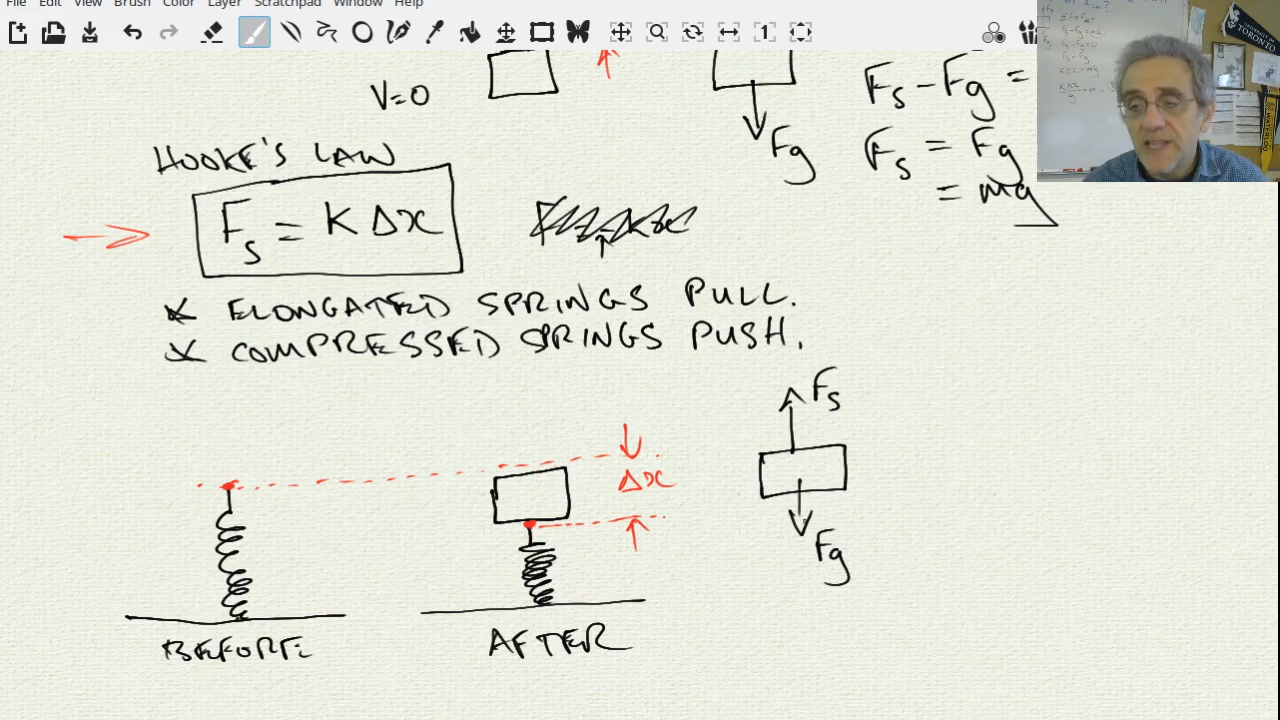 File Edit View Brush Color Layer Scratchpad Window Help
V=0
Fg
Fs - Fg =
Fs = Fg
= mg
HOOKE'S LAW
Fs = K Δx
* ELONGATED SPRINGS PULL.
* COMPRESSED SPRINGS PUSH.
Fs
Δx
Fg
BEFORE
AFTER
TORONTO